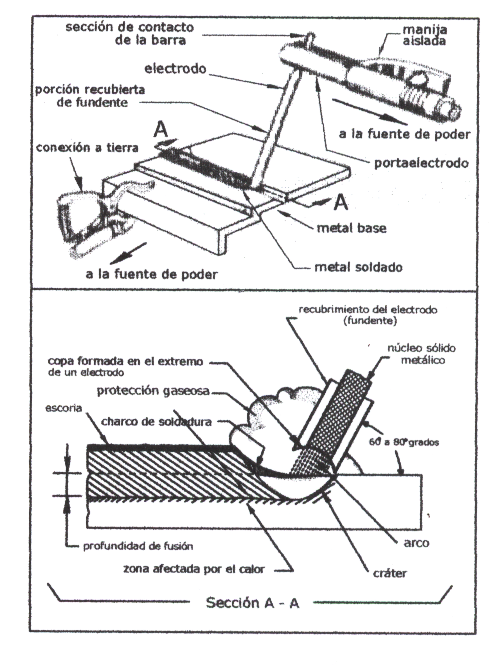 sección de contacto
de la barra
manija
aislada
electrodo
porción recubierta
de fundente
A
a la fuente de poder
conexión a tierra
portaelectrodo
A
metal base
metal soldado
a la fuente de poder
recubrimiento del electrodo
(fundente)
núcleo sólido
metálico
copa formada en el extremo
de un electrodo
protección gaseosa
escoria
charco de soldadura
60 a 80° grados
arco
profundidad de fusión
zona afectada por el calor
cráter
Sección A - A